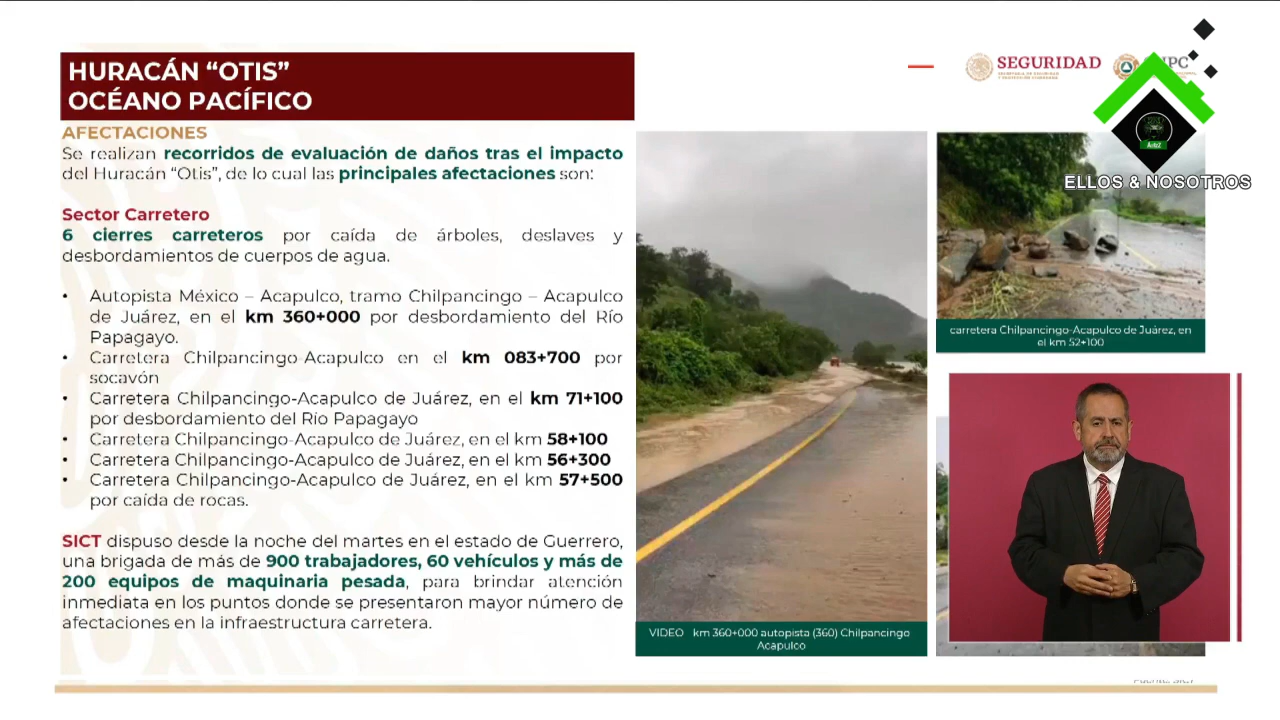 HURACÁN “OTIS”
OCÉANO PACÍFICO
SEGURIDAD
ELLOS & NOSOTROS
AFECTACIONES
Se realizan recorridos de evaluación de daños tras el impacto
del Huracán “Otis”, de lo cual las principales afectaciones son:
Sector Carretero
6 cierres carreteros por caída de árboles, deslaves y
desbordamientos de cuerpos de agua.
• Autopista México – Acapulco, tramo Chilpancingo – Acapulco
de Juárez, en el km 360+000 por desbordamiento del Río
Papagayo.
• Carretera Chilpancingo-Acapulco en el km 083+700 por
socavón
• Carretera Chilpancingo-Acapulco de Juárez, en el km 71+100
por desbordamiento del Río Papagayo
• Carretera Chilpancingo-Acapulco de Juárez, en el km 58+100
• Carretera Chilpancingo-Acapulco de Juárez, en el km 56+300
• Carretera Chilpancingo-Acapulco de Juárez, en el km 57+500
por caída de rocas.
SICT dispuso desde la noche del martes en el estado de Guerrero,
una brigada de más de 900 trabajadores, 60 vehículos y más de
200 equipos de maquinaria pesada, para brindar atención
inmediata en los puntos donde se presentaron mayor número de
afectaciones en la infraestructura carretera.
VIDEO km 360+000 autopista (360) Chilpancingo
Acapulco
carretera Chilpancingo-Acapulco de Juárez, en
el km 52+100